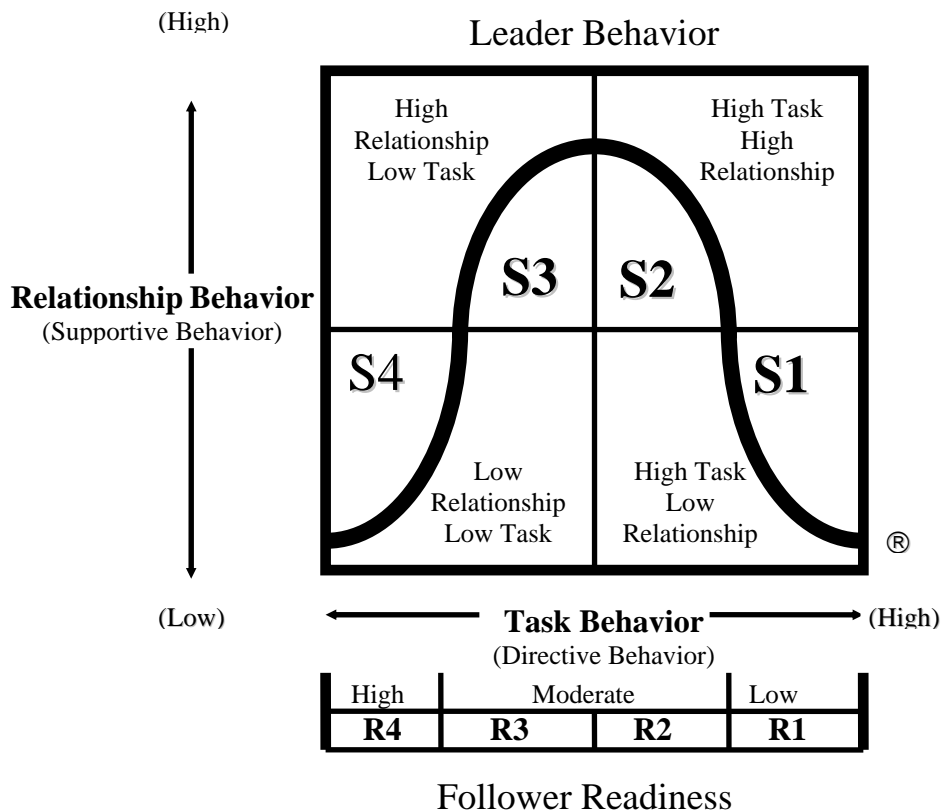 (High)
Leader Behavior
High
Relationship
Low Task
High Task
High
Relationship
S3
S2
Relationship Behavior
(Supportive Behavior)
S4
S1
Low
Relationship
Low Task
High Task
Low
Relationship
®
(Low)
Task Behavior
(High)
(Directive Behavior)
High
Moderate
Low
R4
R3
R2
R1
Follower Readiness